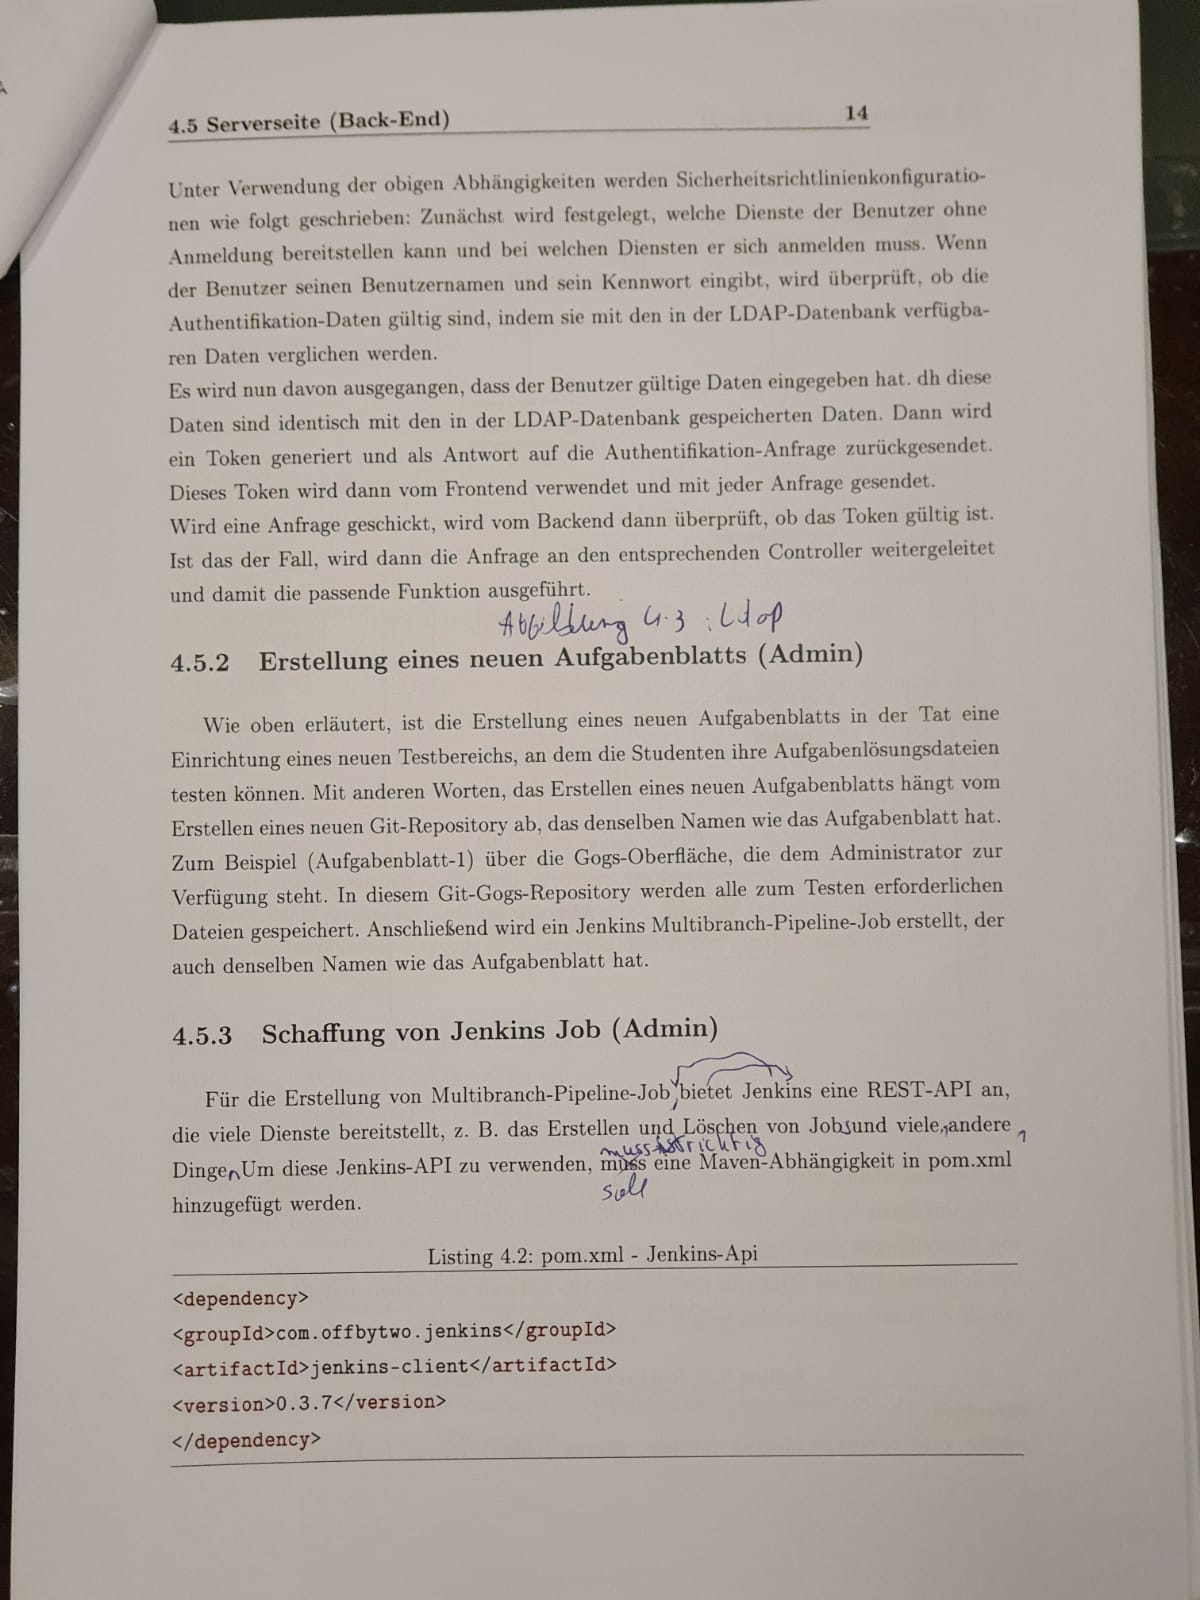 4.5 Serverseite (Back-End) 14
Unter Verwendung der obigen Abhängigkeiten werden Sicherheitsrichtlinienkonfiguratio-
nen wie folgt geschrieben: Zunächst wird festgelegt, welche Dienste der Benutzer ohne
Anmeldung bereitstellen kann und bei welchen Diensten er sich anmelden muss. Wenn
der Benutzer seinen Benutzernamen und sein Kennwort eingibt, wird überprüft, ob die
Authentifikation-Daten gültig sind, indem sie mit den in der LDAP-Datenbank verfügba-
ren Daten verglichen werden.
Es wird nun davon ausgegangen, dass der Benutzer gültige Daten eingegeben hat. dh diese
Daten sind identisch mit den in der LDAP-Datenbank gespeicherten Daten. Dann wird
ein Token generiert und als Antwort auf die Authentifikation-Anfrage zurückgesendet.
Dieses Token wird dann vom Frontend verwendet und mit jeder Anfrage gesendet.
Wird eine Anfrage geschickt, wird vom Backend dann überprüft, ob das Token gültig ist.
Ist das der Fall, wird dann die Anfrage an den entsprechenden Controller weitergeleitet
und damit die passende Funktion ausgeführt.
Abbildung 4.3 : Ldap
4.5.2 Erstellung eines neuen Aufgabenblatts (Admin)
Wie oben erläutert, ist die Erstellung eines neuen Aufgabenblatts in der Tat eine
Einrichtung eines neuen Testbereichs, an dem die Studenten ihre Aufgabenlösungsdateien
testen können. Mit anderen Worten, das Erstellen eines neuen Aufgabenblatts hängt vom
Erstellen eines neuen Git-Repository ab, das denselben Namen wie das Aufgabenblatt hat.
Zum Beispiel (Aufgabenblatt-1) über die Gogs-Oberfläche, die dem Administrator zur
Verfügung steht. In diesem Git-Gogs-Repository werden alle zum Testen erforderlichen
Dateien gespeichert. Anschließend wird ein Jenkins Multibranch-Pipeline-Job erstellt, der
auch denselben Namen wie das Aufgabenblatt hat.
4.5.3 Schaffung von Jenkins Job (Admin)
Für die Erstellung von Multibranch-Pipeline-Job bietet Jenkins eine REST-API an,
die viele Dienste bereitstellt, z. B. das Erstellen und Löschen von Jobsund viele, andere
muss ist richtig
Dinge. Um diese Jenkins-API zu verwenden, muss eine Maven-Abhängigkeit in pom.xml
soll
hinzugefügt werden.
Listing 4.2: pom.xml - Jenkins-Api
<dependency>
<groupId>com.offbytwo.jenkins</groupId>
<artifactId>jenkins-client</artifactId>
<version>0.3.7</version>
</dependency>